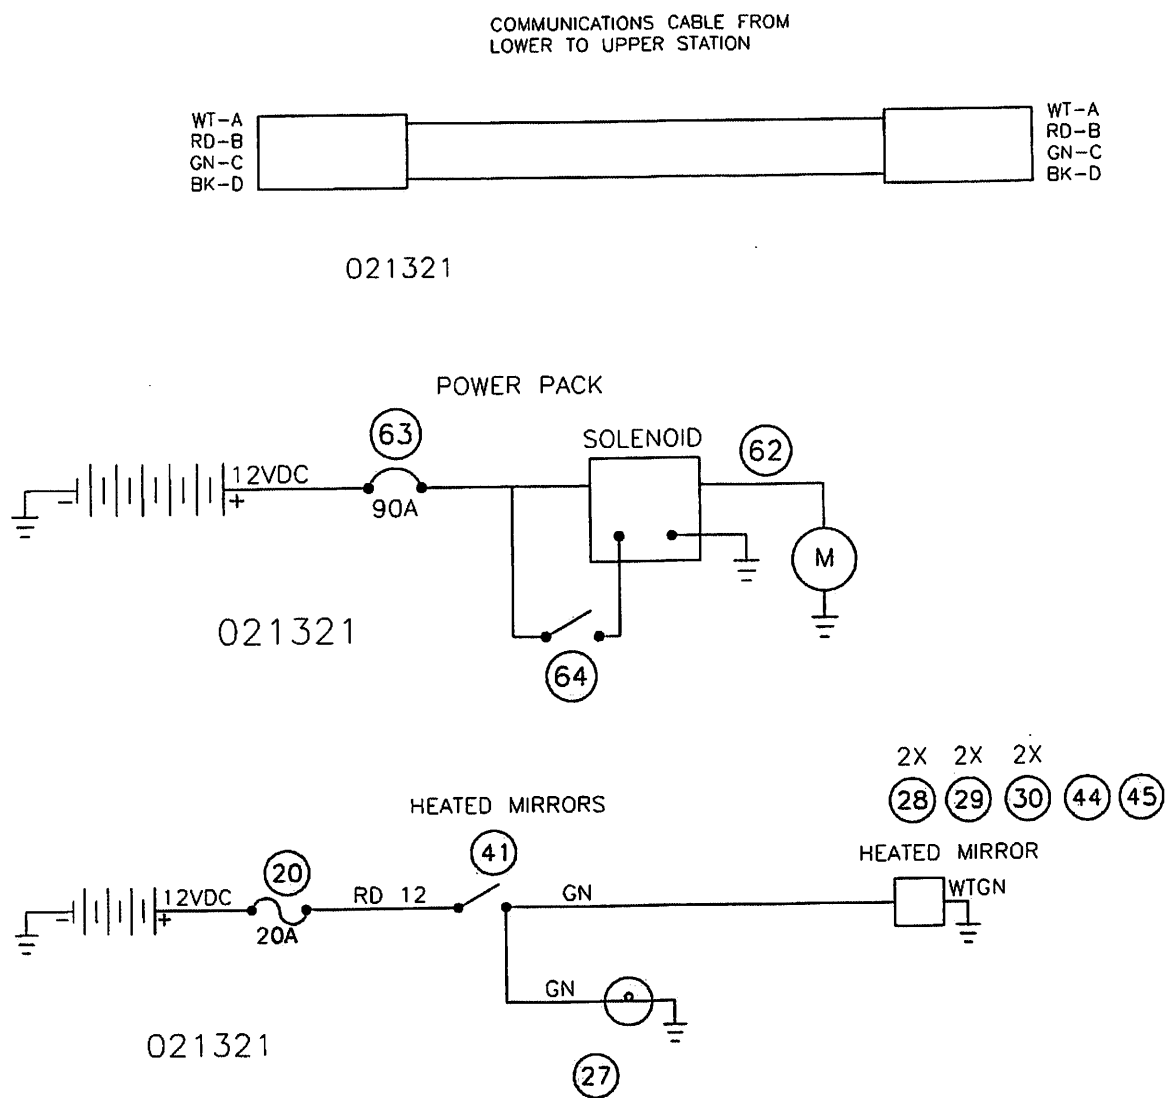 COMMUNICATIONS CABLE FROM
LOWER TO UPPER STATION
WT-A
RD-B
GN-C
BK-D
WT-A
RD-B
GN-C
BK-D
021321
POWER PACK
63
SOLENOID
62
12VDC
- +
90A
M
021321
64
2X 2X 2X
28 29 30 44 45
HEATED MIRRORS
41
HEATED MIRROR
20
12VDC
RD 12
GN
WTGN
- +
20A
GN
021321
27